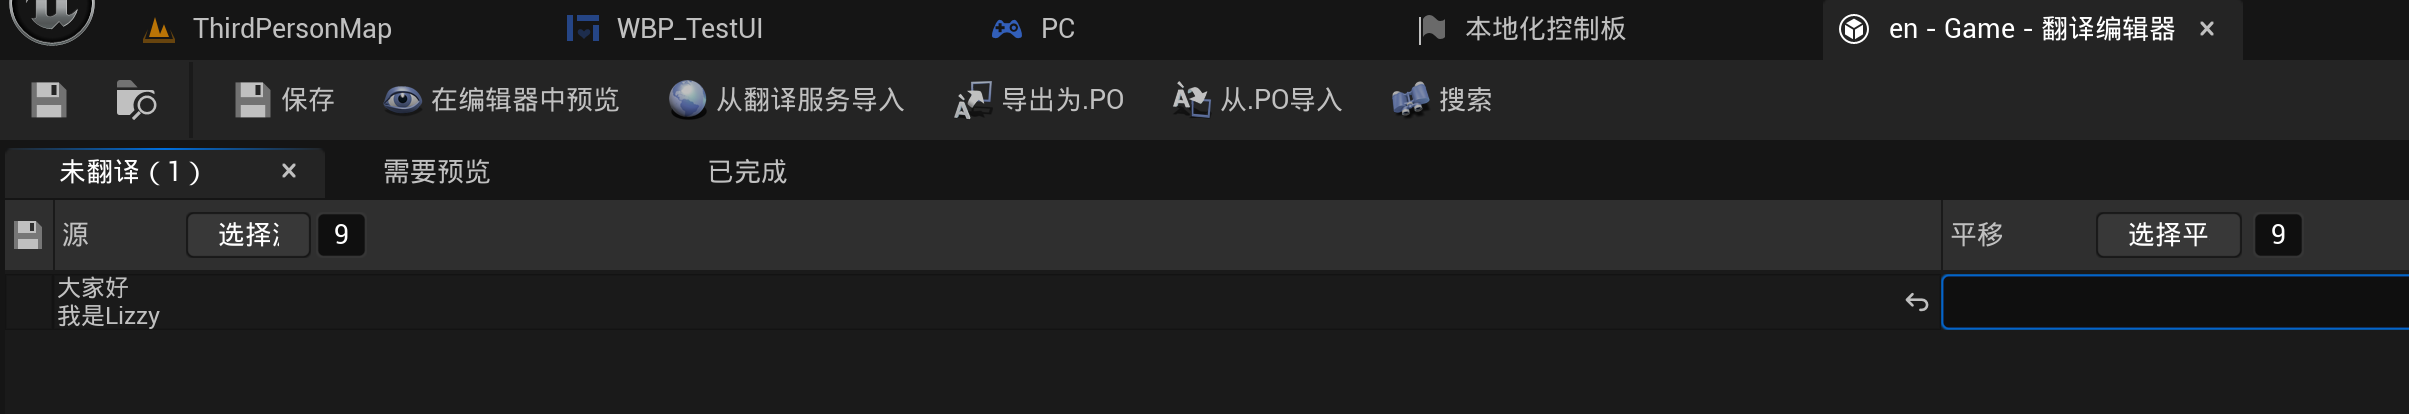 ThirdPersonMap WBP_TestUI PC 本地化控制板 en - Game - 翻译编辑器
保存 在编辑器中预览 从翻译服务导入 导出为.PO 从.PO导入 搜索
未翻译（1） 需要预览 已完成
源 选择 9 平移 选择平 9
大家好
我是Lizzy